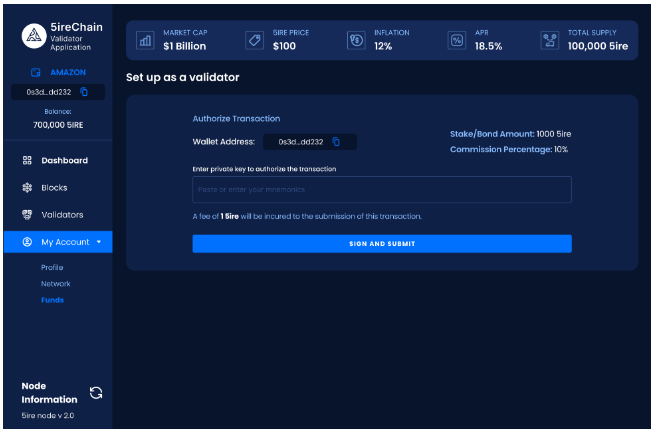 5ireChain
Validator
Application
AMAZON
0s3d_dd232
Balance:
700,000 5IRE
Dashboard
Blocks
Validators
My Account
Profile
Network
Funds
Node
Information
5ire node v 2.0
MARKET CAP
$1 Billion
5IRE PRICE
$100
INFLATION
12%
APR
18.5%
TOTAL SUPPLY
100,000 5ire
Set up as a validator
Authorize Transaction
Wallet Address: 0s3d_dd232
Stake/Bond Amount: 1000 5ire
Commission Percentage: 10%
Enter private key to authorize the transaction
Paste or enter your mnemonics
A fee of 1 5ire will be incured to the submission of this transaction.
SIGN AND SUBMIT